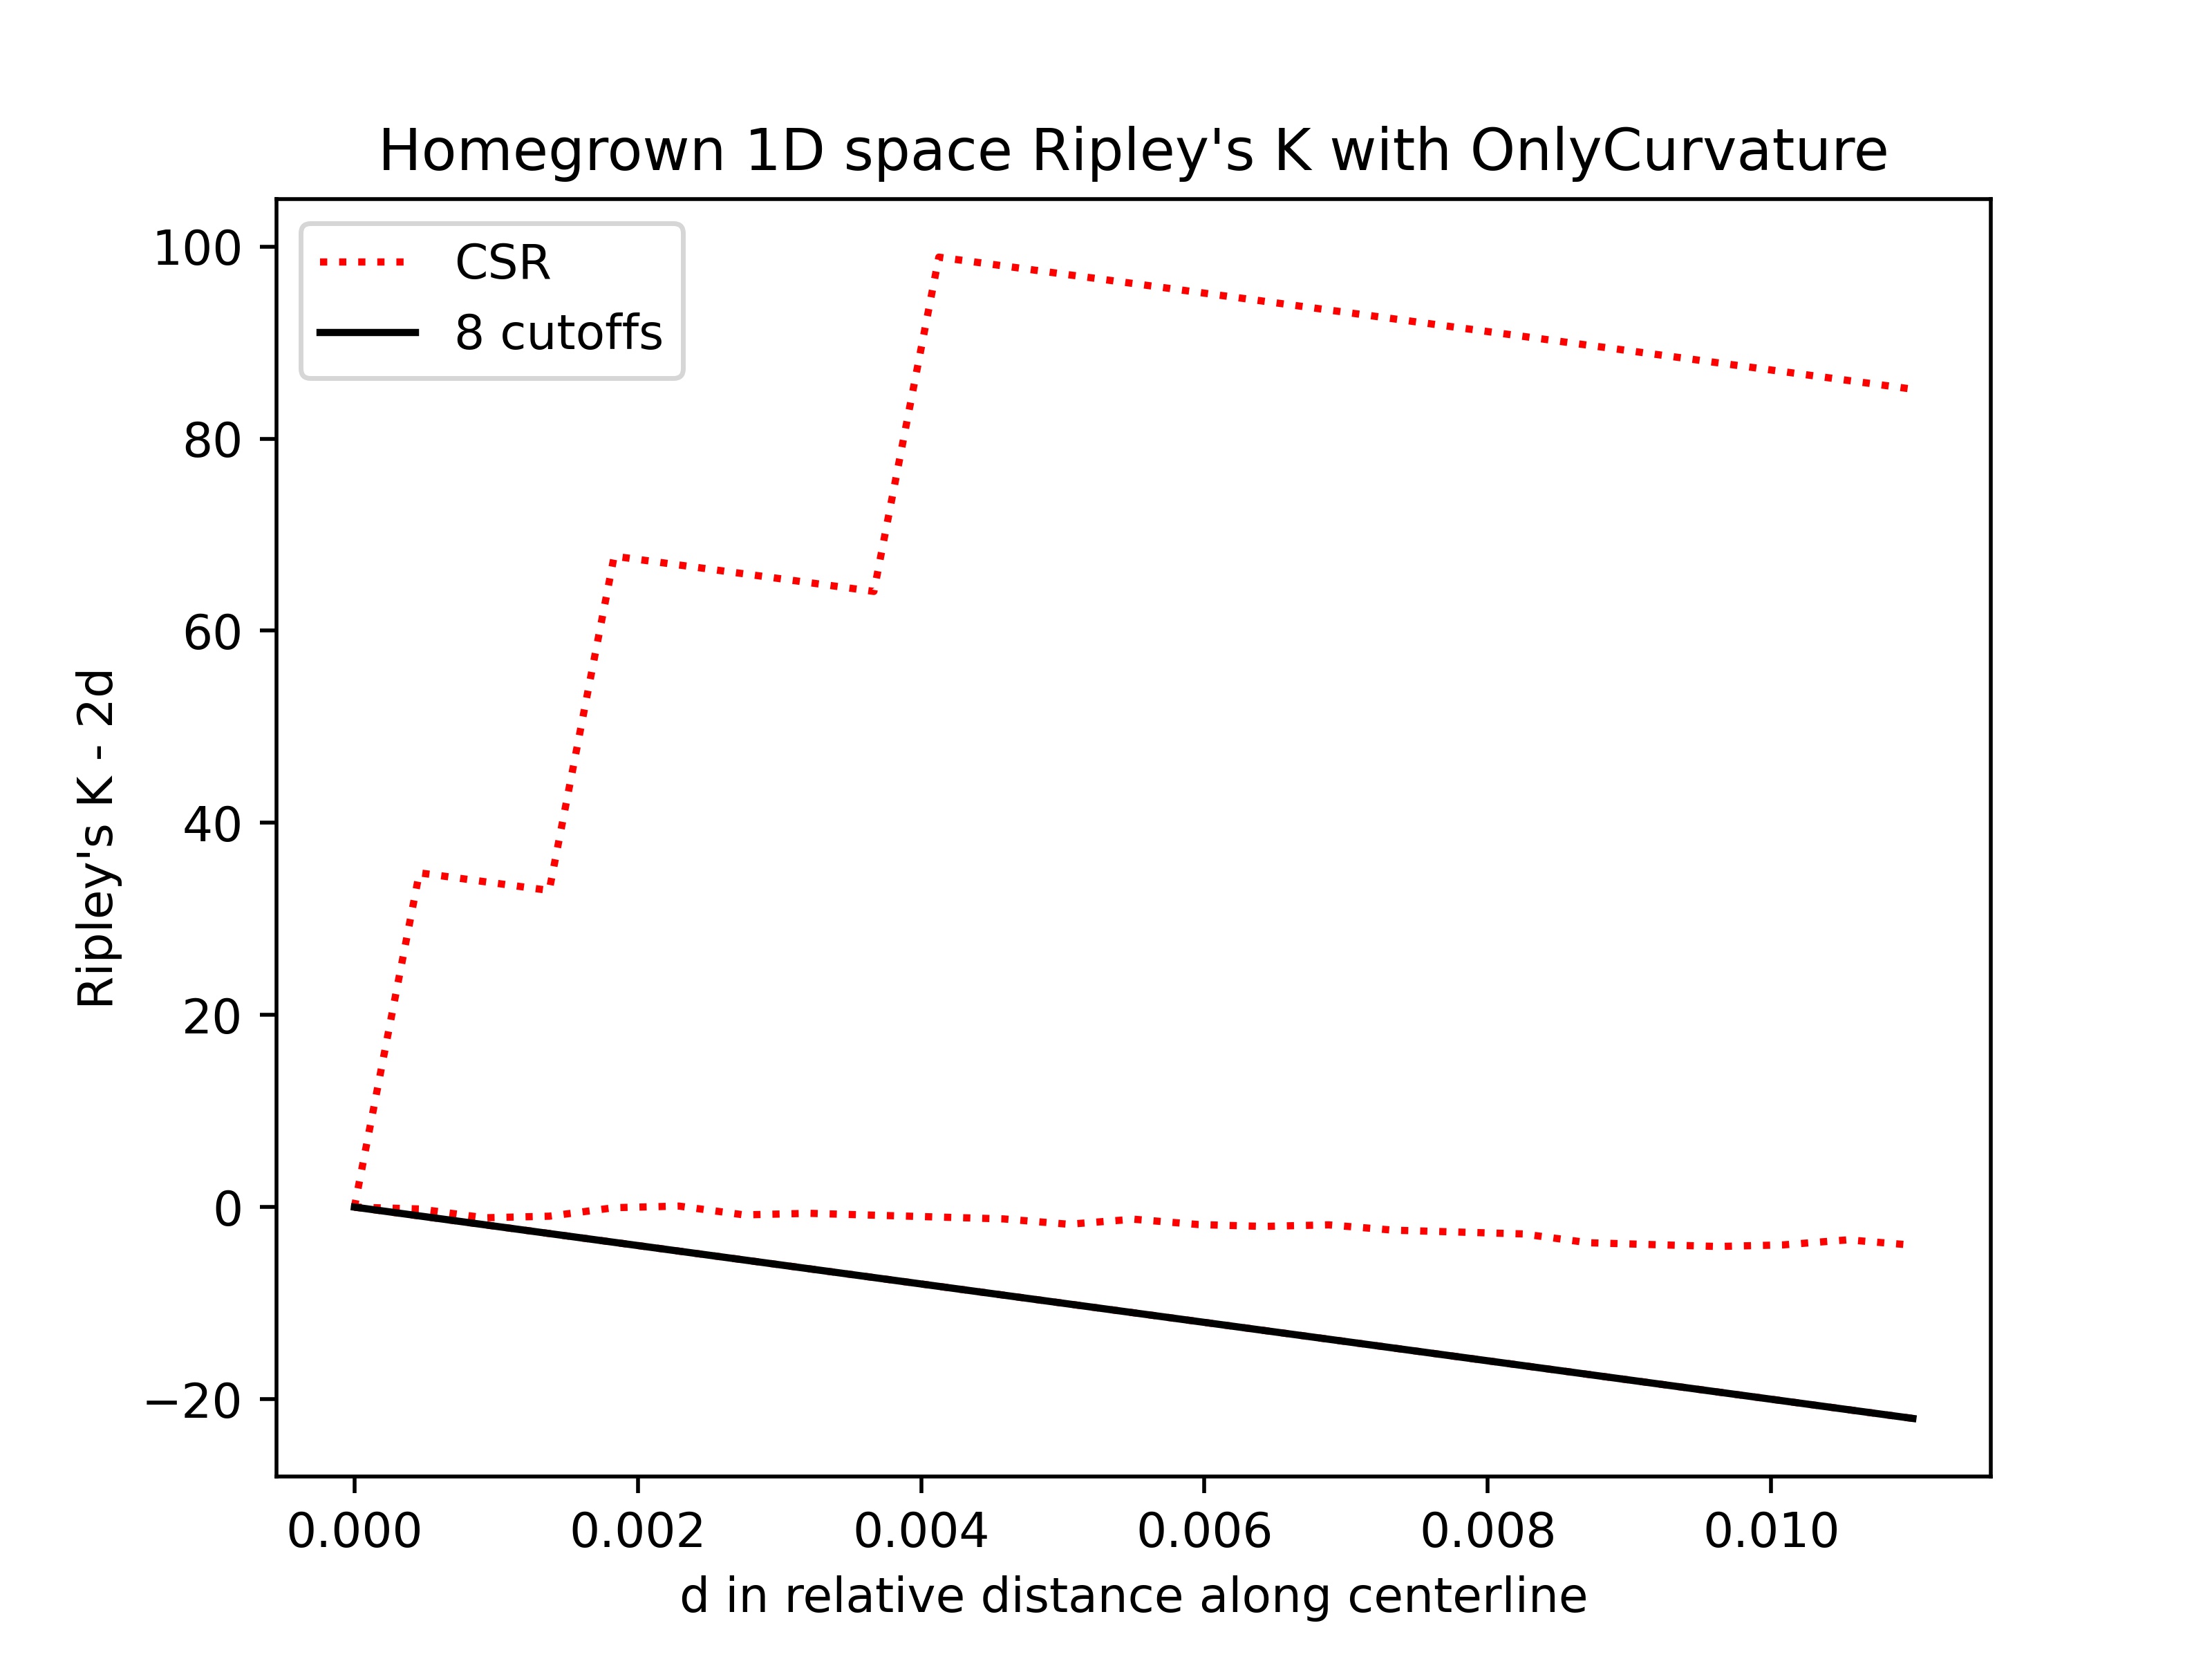 Homegrown 1D space Ripley's K with OnlyCurvature
CSR
8 cutoffs
100
80
60
40
20
0
−20
Ripley's K - 2d
0.000 0.002 0.004 0.006 0.008 0.010
d in relative distance along centerline